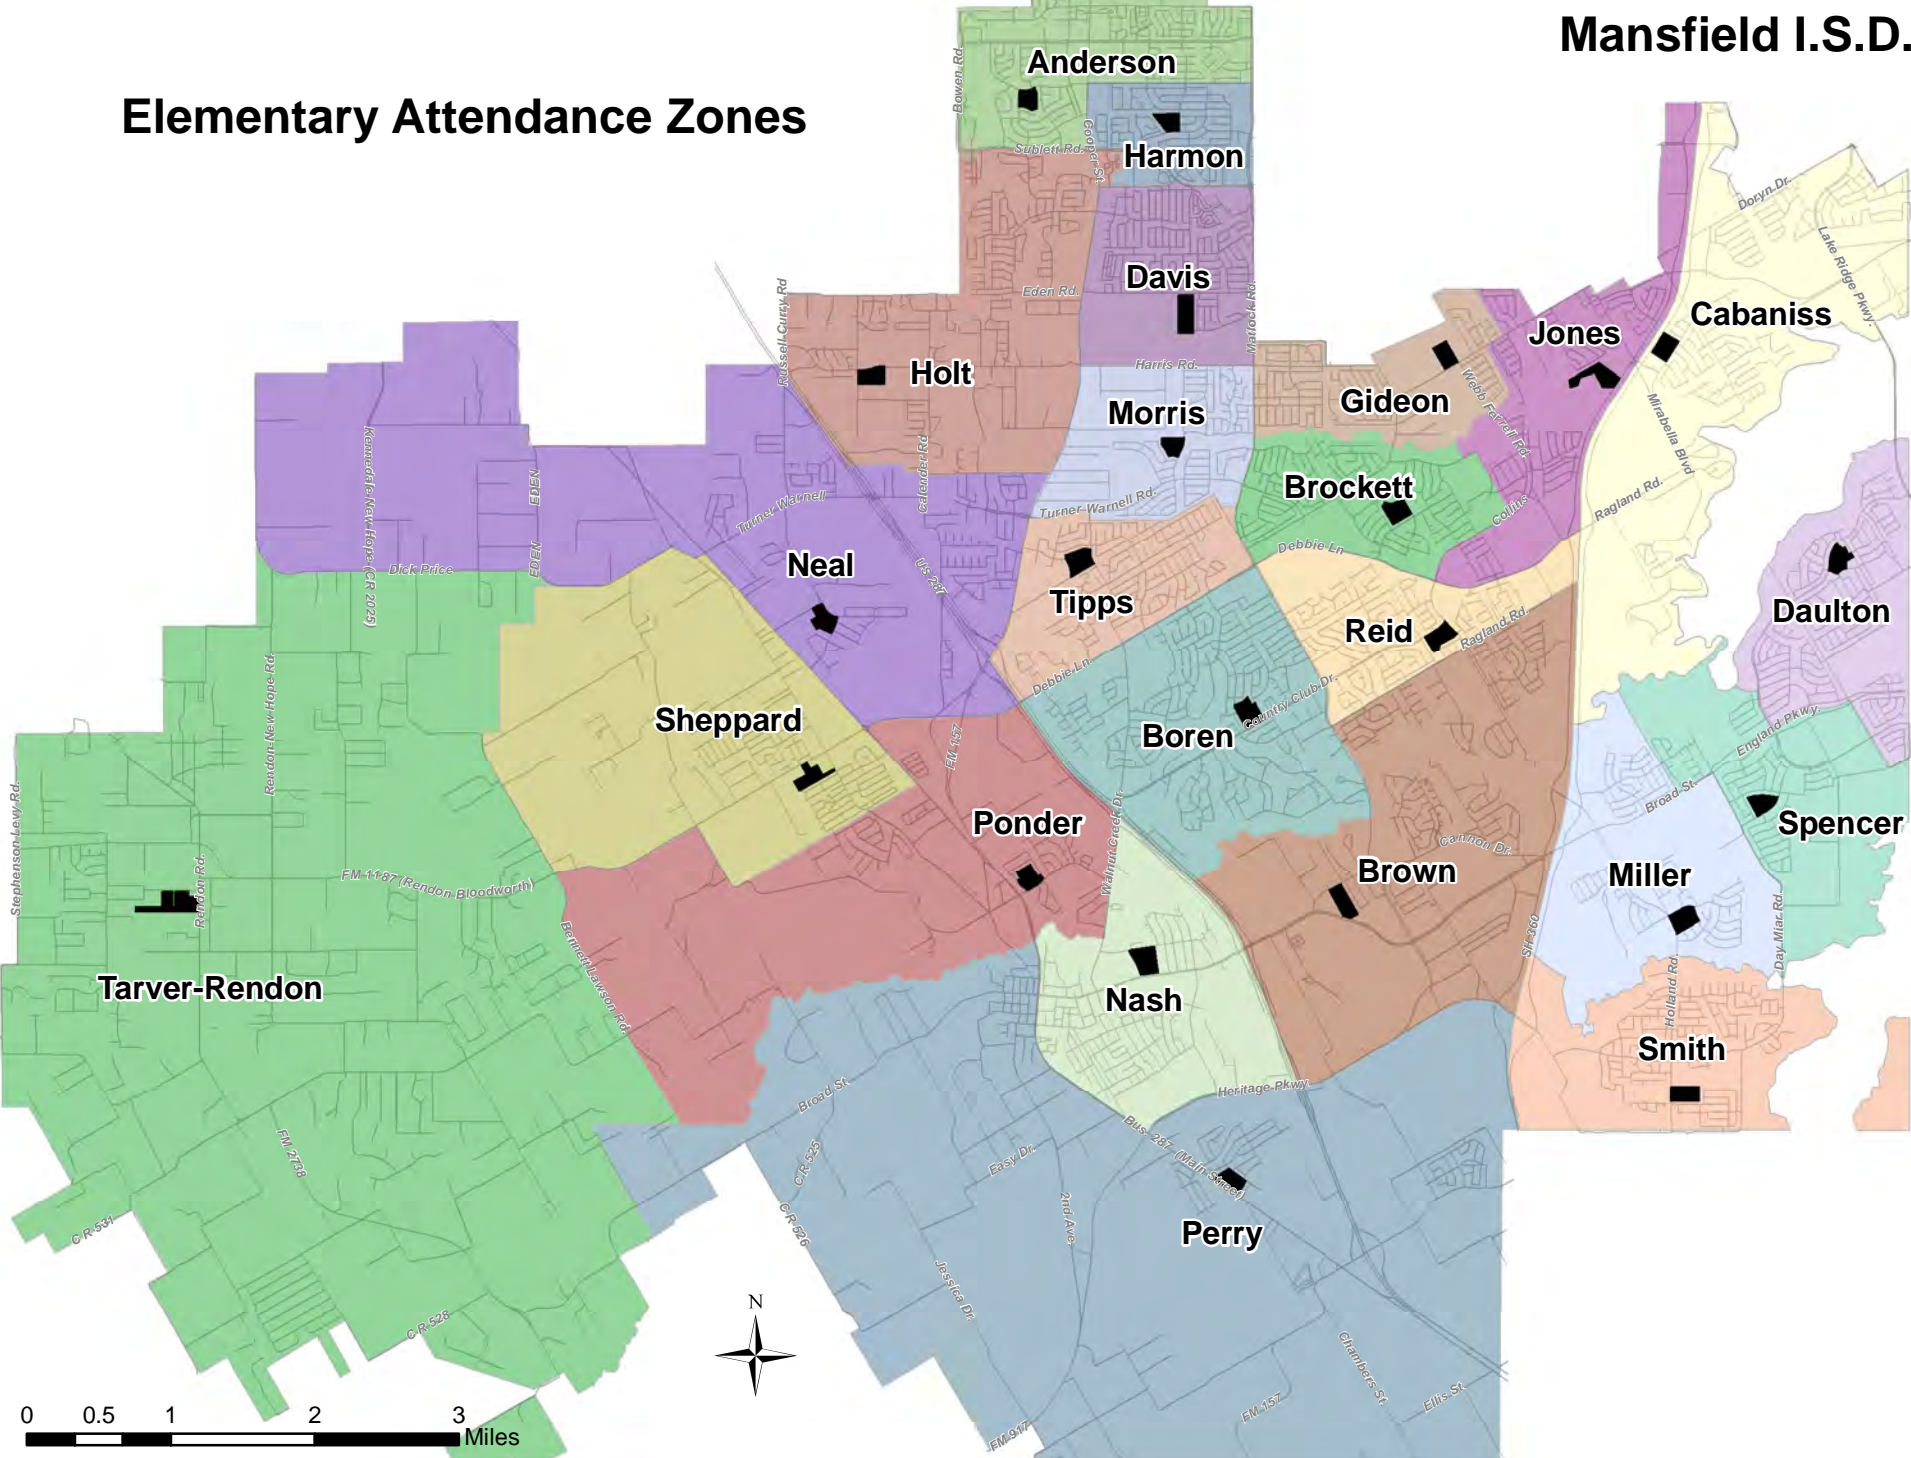 Mansfield I.S.D.
Elementary Attendance Zones
Anderson
Bowen Rd.
Cooper St.
Harmon
Sublett Rd.
Doryn Dr.
Lake Ridge Pkwy.
Davis
Eden Rd.
Matlock Rd.
Russell Curry Rd
Cabaniss
Jones
Holt
Harris Rd.
Gideon
Webb Ferrell Rd.
Morris
Mirabella Blvd
Kennedale New Hope (CR 2025)
EDEN
Calender Rd
Turner Warnell
Turner Warnell Rd.
Brockett
Collins
Ragland Rd.
Dick Price
EDEN
Neal
US 287
Debbie Ln
Tipps
Daulton
Reid
Ragland Rd.
Rendon-New Hope Rd.
Debbie Ln.
Country Club Dr.
Sheppard
Boren
FM 157
England Pkwy.
Broad St.
Stephenson Levy Rd.
Ponder
Walnut Creek Dr.
Spencer
Cannon Dr.
Brown
Miller
FM 1187 (Rendon Bloodworth)
Rendon Rd.
Bennett Lawson Rd.
SH 360
Day Miar Rd.
Tarver-Rendon
Nash
Holland Rd.
Smith
Heritage Pkwy
Broad St.
FM 2738
C R 525
Easy Dr.
Bus. 287 (Main Street)
2nd Ave.
C R 531
C R 526
Perry
Jessica Dr.
C R 528
N
Chambers St.
Ellis St.
FM 157
FM 917
0 0.5 1 2 3
Miles